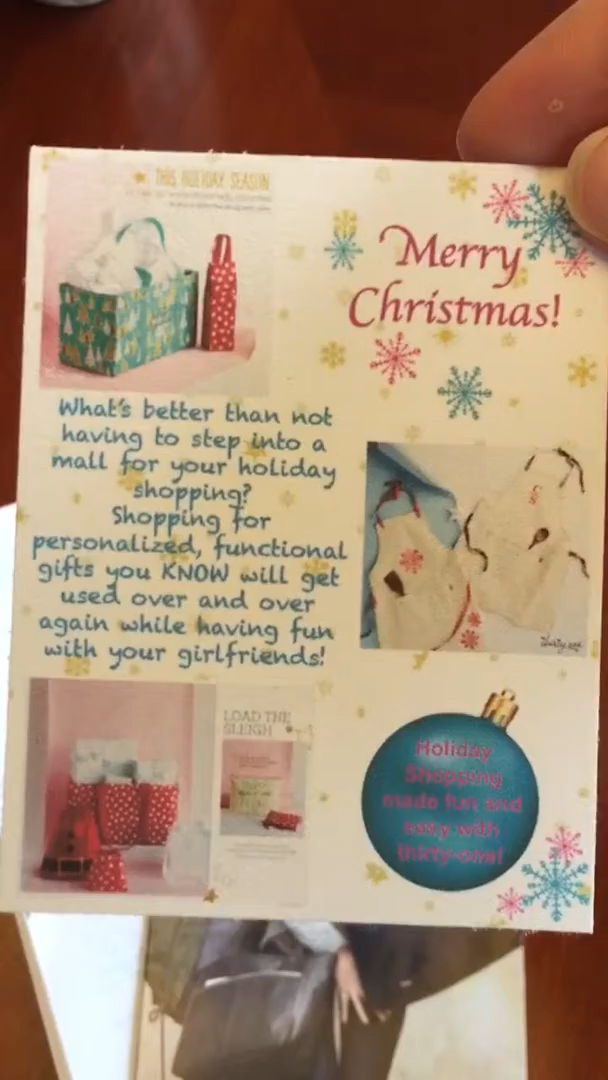 THIS HOLIDAY SEASON
Merry
Christmas!
What's better than not
having to step into a
mall for your holiday
shopping?
Shopping for
personalized, functional
gifts you KNOW will get
used over and over
again while having fun
with your girlfriends!
thirty-one
LOAD THE
SLEIGH
Holiday
Shopping
made fun and
easy with
thirty-one!